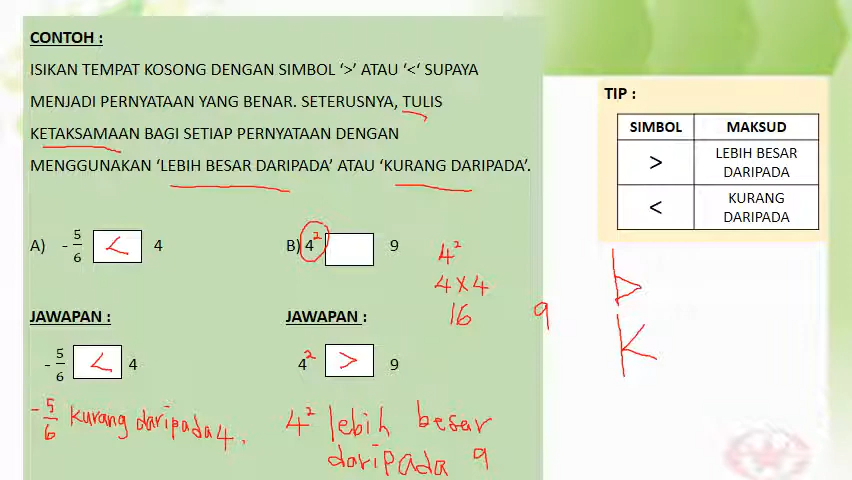 CONTOH :
ISIKAN TEMPAT KOSONG DENGAN SIMBOL '>' ATAU '<' SUPAYA
MENJADI PERNYATAAN YANG BENAR. SETERUSNYA, TULIS
KETAKSAMAAN BAGI SETIAP PERNYATAAN DENGAN
MENGGUNAKAN 'LEBIH BESAR DARIPADA' ATAU 'KURANG DARIPADA'.
A) - 5/6 < 4
B) 4² 9
4²
4 x 4
16 9
JAWAPAN :
- 5/6 < 4
- 5/6 kurang daripada 4.
JAWAPAN :
4² > 9
4² lebih besar
daripada 9
TIP :
SIMBOL MAKSUD
> LEBIH BESAR
DARIPADA
< KURANG
DARIPADA
b
K